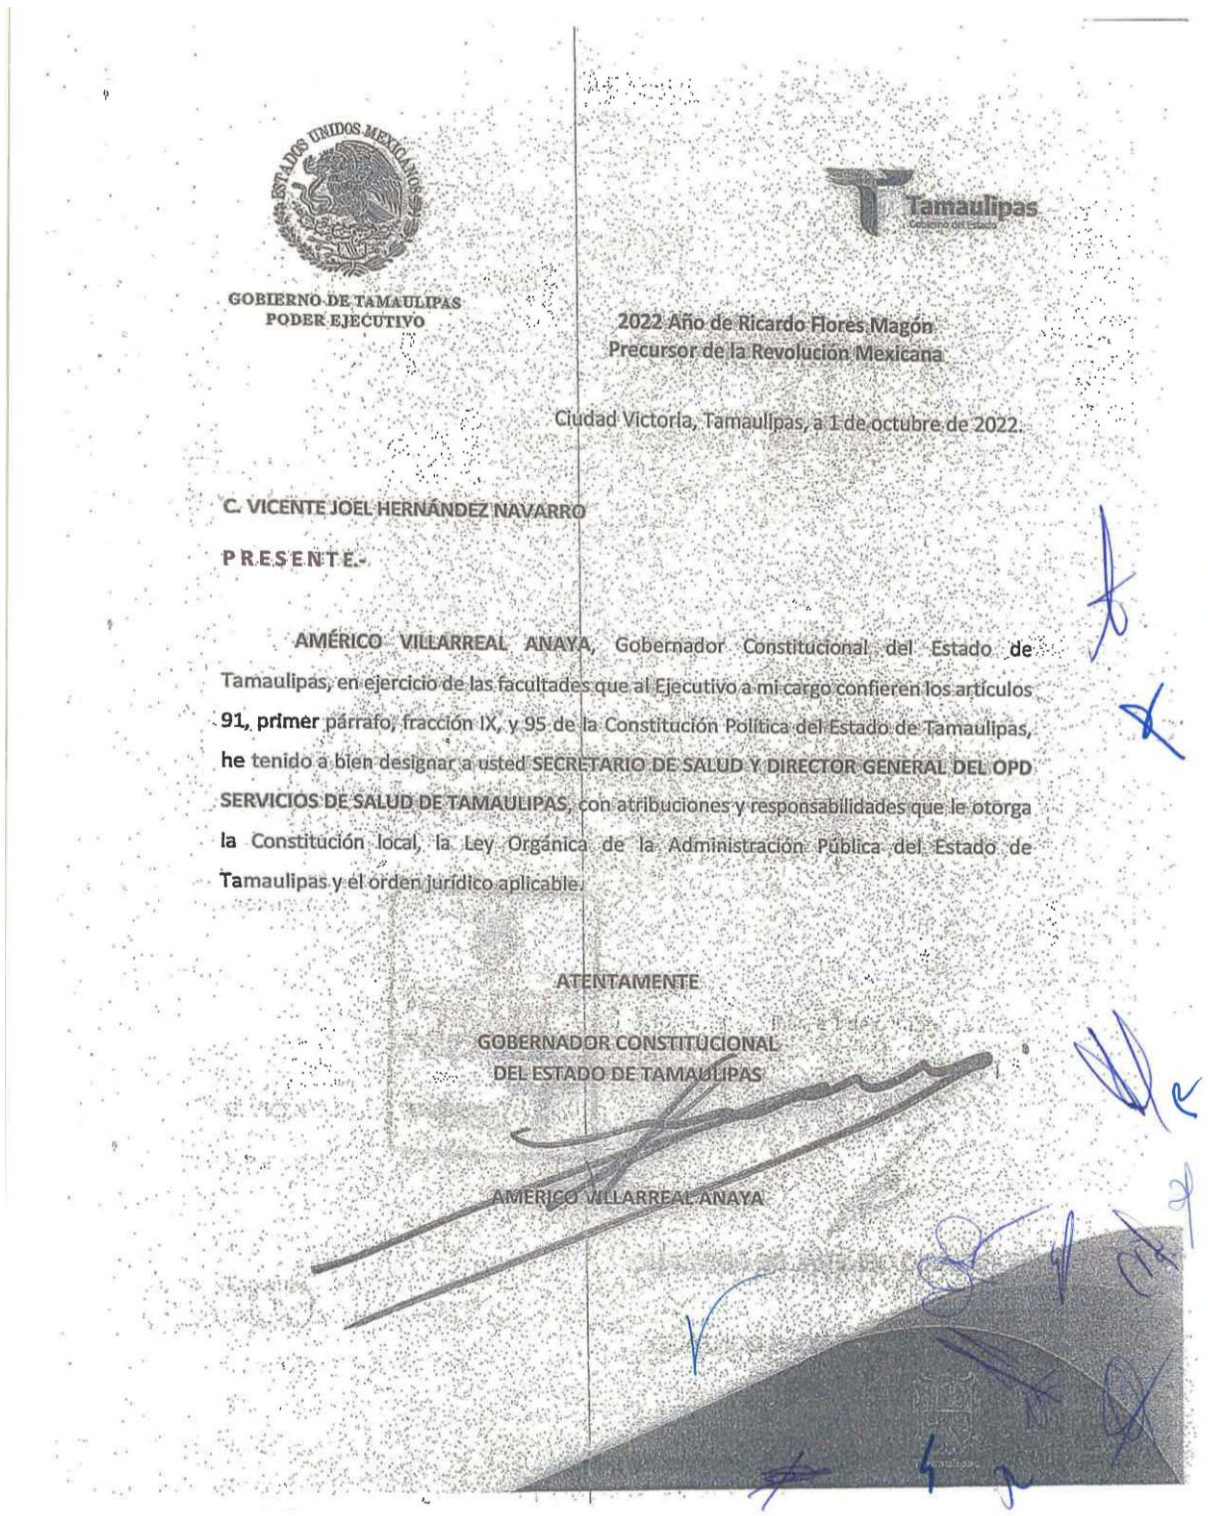 ESTADOS UNIDOS MEXICANOS
Tamaulipas
Gobierno del Estado
GOBIERNO DE TAMAULIPAS
PODER EJECUTIVO
2022 Año de Ricardo Flores Magón
Precursor de la Revolución Mexicana
Ciudad Victoria, Tamaulipas, a 1 de octubre de 2022.
C. VICENTE JOEL HERNÁNDEZ NAVARRO
P R E S E N T E.-
AMÉRICO VILLARREAL ANAYA, Gobernador Constitucional del Estado de
Tamaulipas, en ejercicio de las facultades que al Ejecutivo a mi cargo confieren los artículos
91, primer párrafo, fracción IX, y 95 de la Constitución Política del Estado de Tamaulipas,
he tenido a bien designar a usted SECRETARIO DE SALUD Y DIRECTOR GENERAL DEL OPD
SERVICIOS DE SALUD DE TAMAULIPAS, con atribuciones y responsabilidades que le otorga
la Constitución local, la Ley Orgánica de la Administración Pública del Estado de
Tamaulipas y el orden jurídico aplicable.
ATENTAMENTE
GOBERNADOR CONSTITUCIONAL
DEL ESTADO DE TAMAULIPAS
AMÉRICO VILLARREAL ANAYA